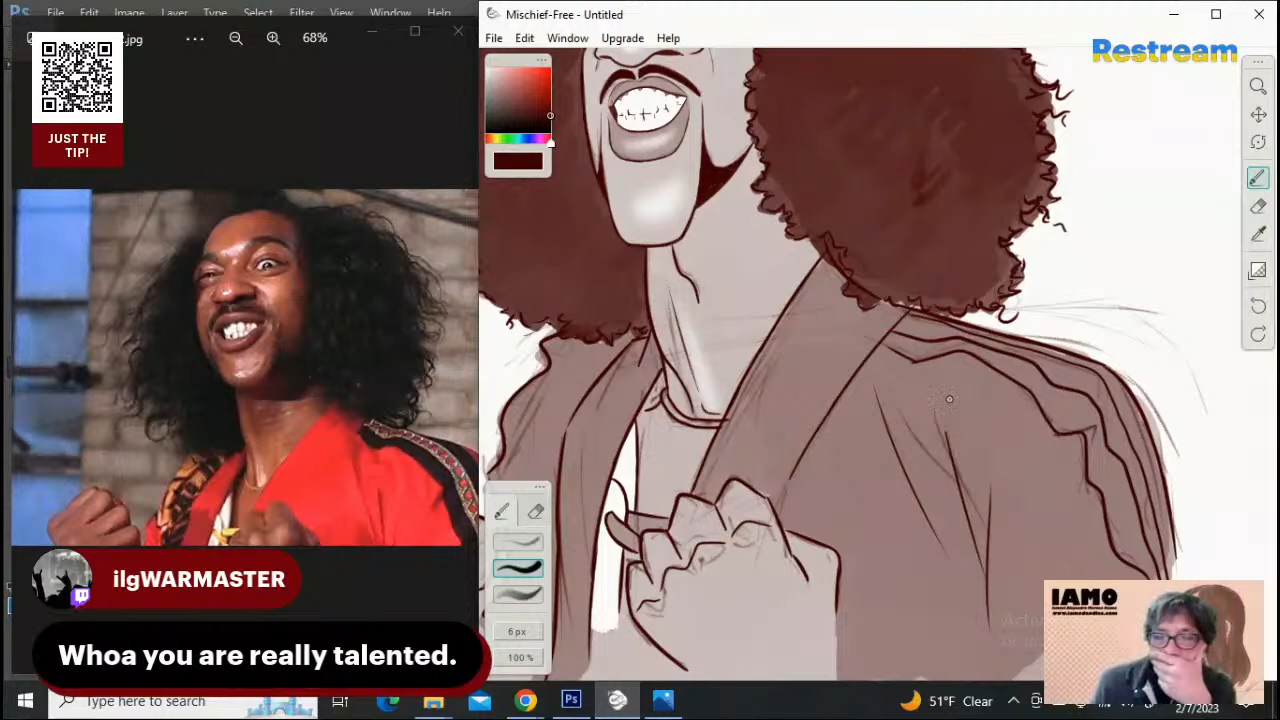 Ps File Edit Image Layer Type Select Filter View Window Help
.jpg
68%
JUST THE
TIP!
Mischief-Free - Untitled
File Edit Window Upgrade Help
Restream
6 px
100 %
ilgWARMASTER
Whoa you are really talented.
IAMO
Type here to search
Ps
51°F Clear
2/7/2023